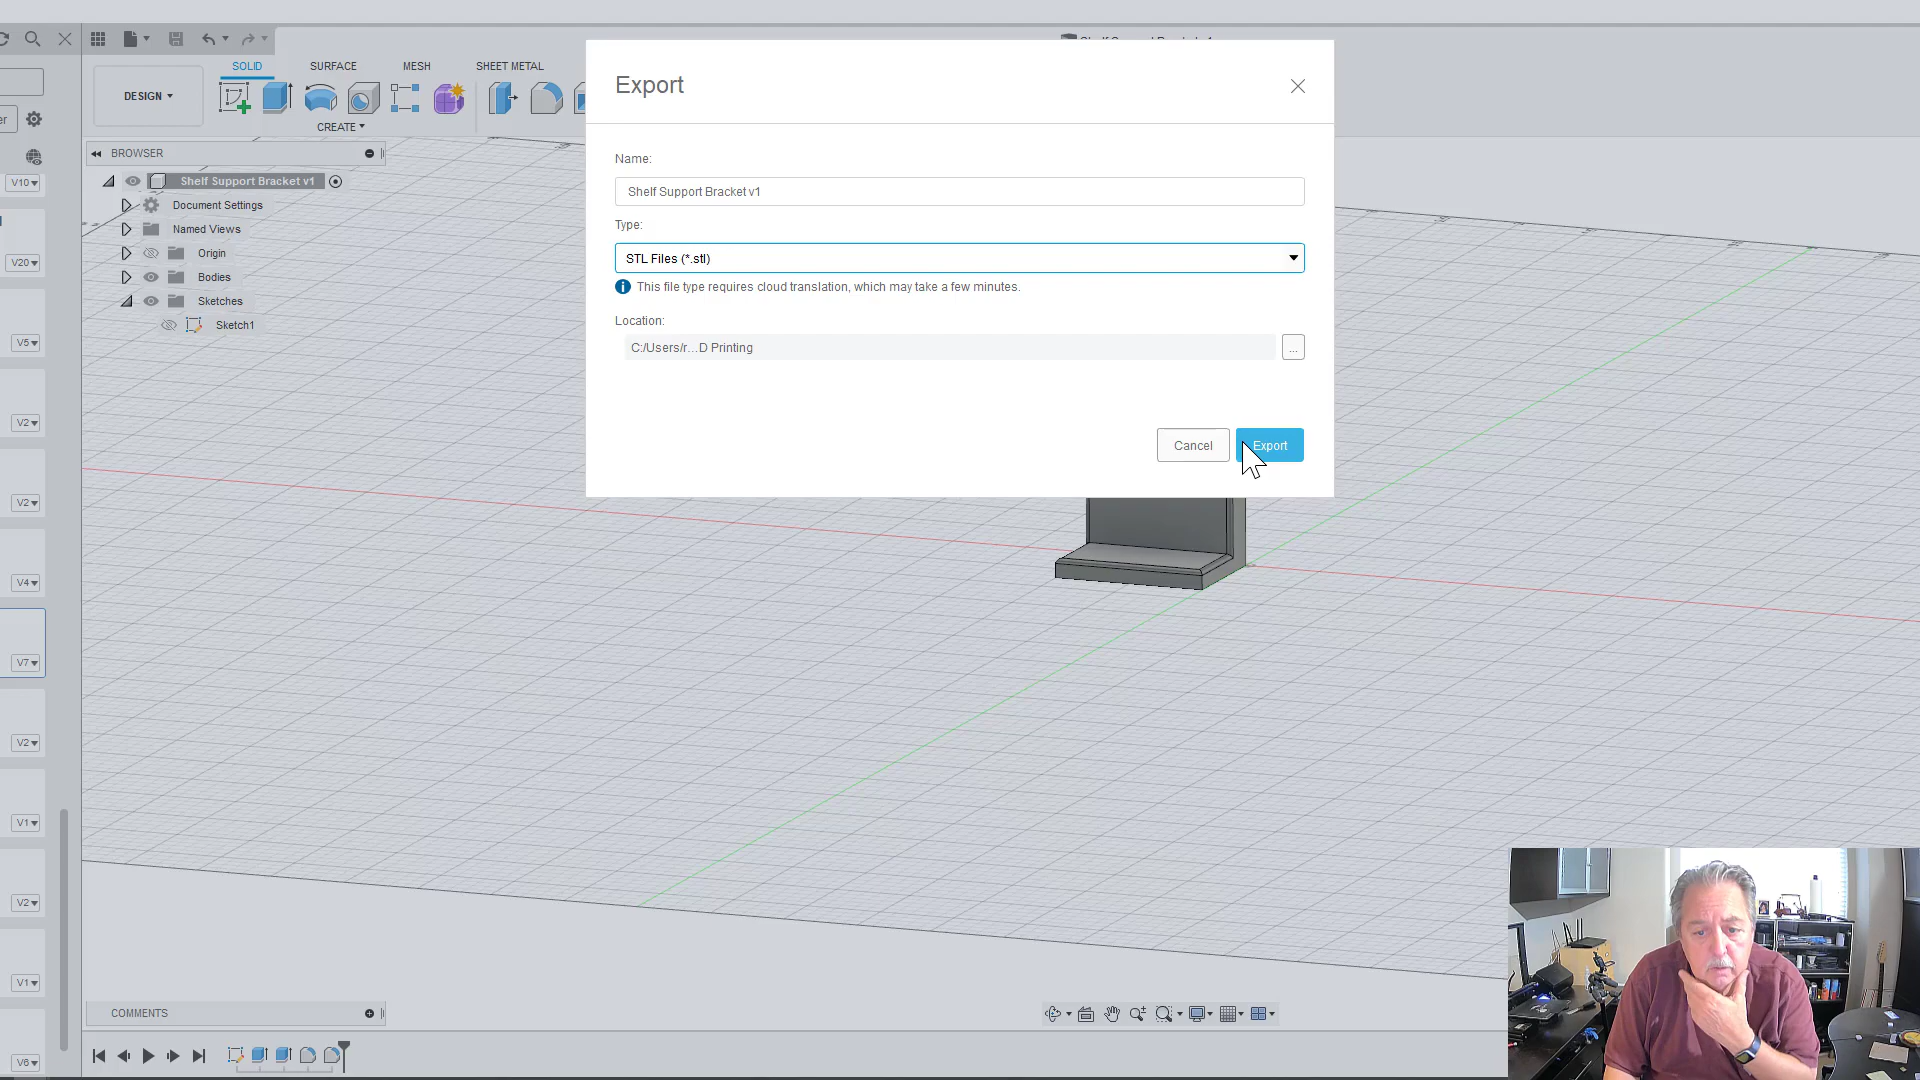 SOLID
SURFACE
MESH
SHEET METAL
DESIGN
CREATE
BROWSER
Shelf Support Bracket v1
Document Settings
Named Views
Origin
Bodies
Sketches
Sketch1
Export
Name:
Shelf Support Bracket v1
Type:
STL Files (*.stl)
This file type requires cloud translation, which may take a few minutes.
Location:
C:/Users/r...D Printing
...
Cancel
Export
er
V10
V20
V5
V2
V2
V4
V7
V2
V1
V2
V1
V6
COMMENTS